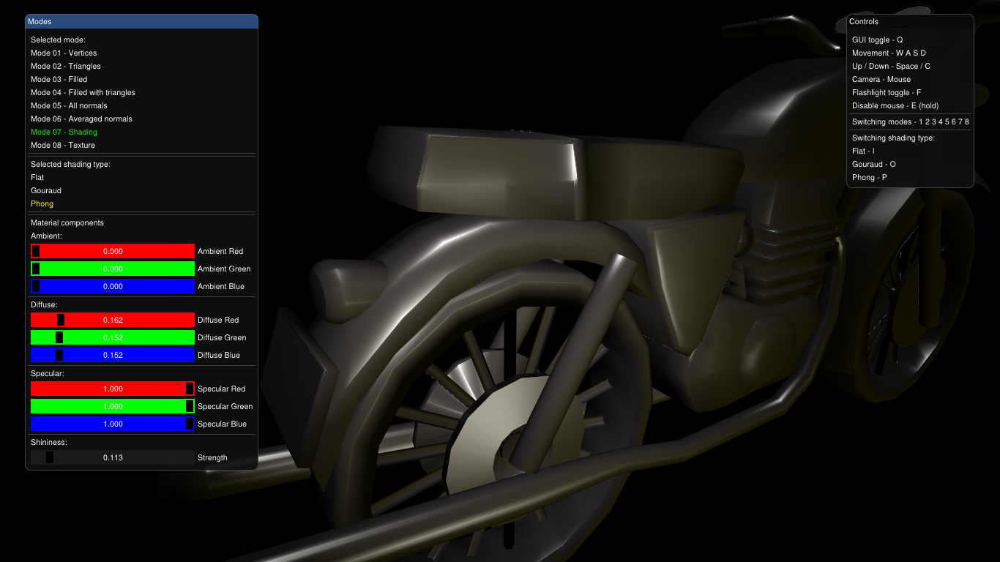 Modes
Selected mode:
Mode 01 - Vertices
Mode 02 - Triangles
Mode 03 - Filled
Mode 04 - Filled with triangles
Mode 05 - All normals
Mode 06 - Averaged normals
Mode 07 - Shading
Mode 08 - Texture
Selected shading type:
Flat
Gouraud
Phong
Material components
Ambient:
0.000 Ambient Red
0.000 Ambient Green
0.000 Ambient Blue
Diffuse:
0.162 Diffuse Red
0.152 Diffuse Green
0.152 Diffuse Blue
Specular:
1.000 Specular Red
1.000 Specular Green
1.000 Specular Blue
Shininess:
0.113 Strength
Controls
GUI toggle - Q
Movement - W A S D
Up / Down - Space / C
Camera - Mouse
Flashlight toggle - F
Disable mouse - E (hold)
Switching modes - 1 2 3 4 5 6 7 8
Switching shading type:
Flat - I
Gouraud - O
Phong - P